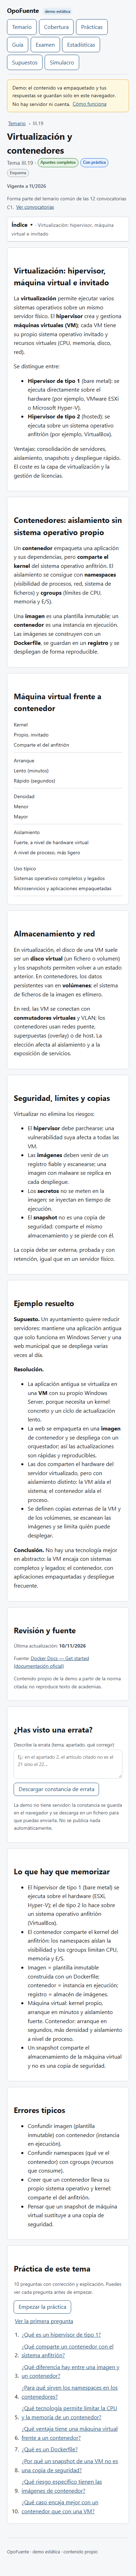 OpoFuente demo estática
Temario
Cobertura
Prácticas
Guía
Examen
Estadísticas
Supuestos
Simulacro
Demo: el contenido va empaquetado y tus
respuestas se guardan solo en este navegador.
No hay servidor ni cuenta. Cómo funciona
Temario › III.19
Virtualización y
contenedores
Tema III.19 · Apuntes completos Con práctica
Esquema
Vigente a 11/2026
Forma parte del temario común de las 12 convocatorias
C1. Ver convocatorias
Índice · Virtualización: hipervisor, máquina
virtual e invitado
Virtualización: hipervisor,
máquina virtual e invitado
La virtualización permite ejecutar varios
sistemas operativos sobre un mismo
servidor físico. El hipervisor crea y gestiona
máquinas virtuales (VM); cada VM tiene
su propio sistema operativo invitado y
recursos virtuales (CPU, memoria, disco y
red).
Se distingue entre:
• Hipervisor de tipo 1 (bare metal): se
ejecuta directamente sobre el
hardware (por ejemplo, VMware ESXi
o Microsoft Hyper-V).
• Hipervisor de tipo 2 (hosted): se
ejecuta sobre un sistema operativo
anfitrión (por ejemplo, VirtualBox).
Ventajas: consolidación de servidores,
aislamiento, snapshots y despliegue rápido.
El coste es la capa de virtualización y la
gestión de licencias.
Contenedores: aislamiento sin
sistema operativo propio
Un contenedor empaqueta una aplicación
y sus dependencias, pero comparte el
kernel del sistema operativo anfitrión. El
aislamiento se consigue con namespaces
(visibilidad de procesos, red, sistema de
ficheros) y cgroups (límites de CPU,
memoria y E/S).
Una imagen es una plantilla inmutable; un
contenedor es una instancia en ejecución.
Las imágenes se construyen con un
Dockerfile, se guardan en un registro y se
despliegan de forma reproducible.
Máquina virtual frente a
contenedor
Kernel
Propio, invitado
Comparte el del anfitrión
Arranque
Lento (minutos)
Rápido (segundos)
Densidad
Menor
Mayor
Aislamiento
Fuerte, a nivel de hardware virtual
A nivel de proceso, más ligero
Uso típico
Sistemas operativos completos y legados
Microservicios y aplicaciones empaquetadas
Almacenamiento y red
En virtualización, el disco de una VM suele
ser un disco virtual (un fichero o volumen)
y los snapshots permiten volver a un estado
anterior. En contenedores, los datos
persistentes van en volúmenes; el sistema
de ficheros de la imagen es efímero.
En red, las VM se conectan con
conmutadores virtuales y VLAN; los
contenedores usan redes puente,
superpuestas (overlay) o de host. La
elección afecta al aislamiento y a la
exposición de servicios.
Seguridad, límites y copias
Virtualizar no elimina los riesgos:
• El hipervisor debe parchearse: una
vulnerabilidad suya afecta a todas las
VM.
• Las imágenes deben venir de un
registro fiable y escanearse; una
imagen con malware se replica en
cada despliegue.
• Los secretos no se meten en la
imagen; se inyectan en tiempo de
ejecución.
• El snapshot no es una copia de
seguridad: comparte el mismo
almacenamiento y se pierde con él.
La copia debe ser externa, probada y con
retención, igual que en un servidor físico.
Ejemplo resuelto
Supuesto. Un ayuntamiento quiere reducir
servidores: mantiene una aplicación antigua
que solo funciona en Windows Server y una
web municipal que se despliega varias
veces al día.
Resolución.
• La aplicación antigua se virtualiza en
una VM con su propio Windows
Server, porque necesita un kernel
concreto y un ciclo de actualización
lento.
• La web se empaqueta en una imagen
de contenedor y se despliega con un
orquestador; así las actualizaciones
son rápidas y reproducibles.
• Las dos comparten el hardware del
servidor virtualizado, pero con
aislamiento distinto: la VM aísla el
sistema; el contenedor aísla el
proceso.
• Se definen copias externas de la VM y
de los volúmenes, se escanean las
imágenes y se limita quién puede
desplegar.
Conclusión. No hay una tecnología mejor
en abstracto: la VM encaja con sistemas
completos y legados; el contenedor, con
aplicaciones empaquetadas y despliegue
frecuente.
Revisión y fuente
Última actualización: 10/11/2026
Fuente: Docker Docs — Get started
(documentación oficial)
Contenido propio de la demo a partir de la norma
citada; no reproduce texto de academias.
¿Has visto una errata?
Describe la errata (tema, apartado, qué corregir)
Ej.: en el apartado 2, el artículo citado no es el
21 sino el 22...
Descargar constancia de errata
La demo no tiene servidor: la constancia se guarda
en el navegador y se descarga como un fichero para
que puedas enviarla. No se publica nada
automáticamente.
Lo que hay que memorizar
• El hipervisor de tipo 1 (bare metal) se
ejecuta sobre el hardware (ESXi,
Hyper-V); el de tipo 2 lo hace sobre
un sistema operativo anfitrión
(VirtualBox).
• El contenedor comparte el kernel del
anfitrión: los namespaces aíslan la
visibilidad y los cgroups limitan CPU,
memoria y E/S.
• Imagen = plantilla inmutable
construida con un Dockerfile;
contenedor = instancia en ejecución;
registro = almacén de imágenes.
• Máquina virtual: kernel propio,
arranque en minutos y aislamiento
fuerte. Contenedor: arranque en
segundos, más densidad y aislamiento
a nivel de proceso.
• Un snapshot comparte el
almacenamiento de la máquina virtual
y no es una copia de seguridad.
Errores típicos
• Confundir imagen (plantilla
inmutable) con contenedor (instancia
en ejecución).
• Confundir namespaces (qué ve el
contenedor) con cgroups (recursos
que consume).
• Creer que un contenedor lleva su
propio sistema operativo y kernel:
comparte el del anfitrión.
• Pensar que un snapshot de máquina
virtual sustituye a una copia de
seguridad.
Práctica de este tema
10 preguntas con corrección y explicación. Puedes
ver cada pregunta antes de empezar.
Empezar la práctica
Ver la primera pregunta
1. ¿Qué es un hipervisor de tipo 1?
2. ¿Qué comparte un contenedor con el
sistema anfitrión?
3. ¿Qué diferencia hay entre una imagen y
un contenedor?
4. ¿Para qué sirven los namespaces en los
contenedores?
5. ¿Qué tecnología permite limitar la CPU
y la memoria de un contenedor?
6. ¿Qué ventaja tiene una máquina virtual
frente a un contenedor?
7. ¿Qué es un Dockerfile?
8. ¿Por qué un snapshot de una VM no es
una copia de seguridad?
9. ¿Qué riesgo específico tienen las
imágenes de contenedor?
10. ¿Qué caso encaja mejor con un
contenedor que con una VM?
OpoFuente · demo estática · contenido propio